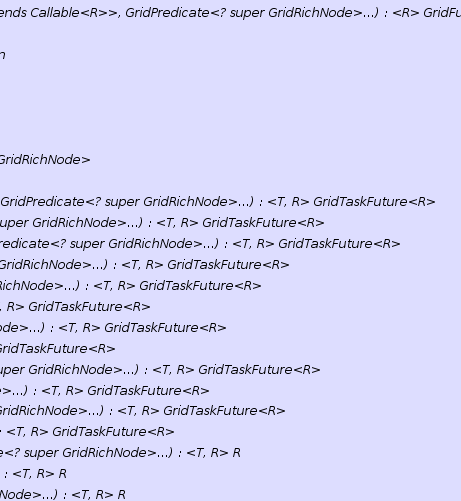 ends Callable<R>>, GridPredicate<? super GridRichNode>...) : <R> GridFu
n
GridRichNode>
GridPredicate<? super GridRichNode>...) : <T, R> GridTaskFuture<R>
super GridRichNode>...) : <T, R> GridTaskFuture<R>
redicate<? super GridRichNode>...) : <T, R> GridTaskFuture<R>
GridRichNode>...) : <T, R> GridTaskFuture<R>
RichNode>...) : <T, R> GridTaskFuture<R>
, R> GridTaskFuture<R>
ode>...) : <T, R> GridTaskFuture<R>
GridTaskFuture<R>
uper GridRichNode>...) : <T, R> GridTaskFuture<R>
e>...) : <T, R> GridTaskFuture<R>
GridRichNode>...) : <T, R> GridTaskFuture<R>
: <T, R> GridTaskFuture<R>
e<? super GridRichNode>...) : <T, R> R
: <T, R> R
Node>...) : <T, R> R